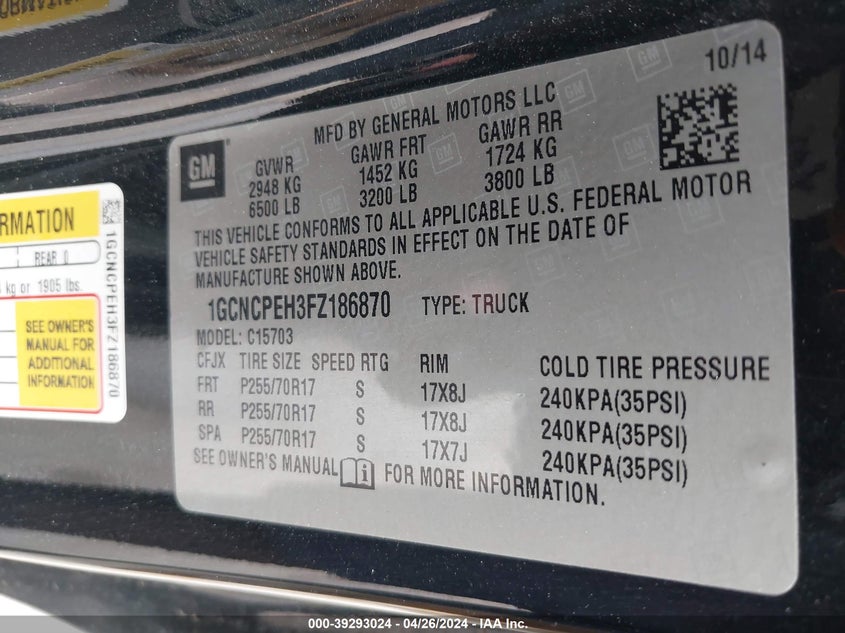 10/14
MFD BY GENERAL MOTORS LLC
GM
GVWR GAWR FRT GAWR RR
2948 KG 1452 KG 1724 KG
6500 LB 3200 LB 3800 LB
THIS VEHICLE CONFORMS TO ALL APPLICABLE U.S. FEDERAL MOTOR
VEHICLE SAFETY STANDARDS IN EFFECT ON THE DATE OF
MANUFACTURE SHOWN ABOVE.
1GCNCPEH3FZ186870 TYPE: TRUCK
MODEL: C15703
CFJX TIRE SIZE SPEED RTG RIM COLD TIRE PRESSURE
FRT P255/70R17 S 17X8J 240KPA(35PSI)
RR P255/70R17 S 17X8J 240KPA(35PSI)
SPA P255/70R17 S 17X7J 240KPA(35PSI)
SEE OWNER'S MANUAL FOR MORE INFORMATION.
REAR 0
kg or 1905 lbs.
SEE OWNER'S
MANUAL FOR
ADDITIONAL
INFORMATION
1GCNCPEH3FZ186870
000-39293024 - 04/26/2024 - IAA Inc.